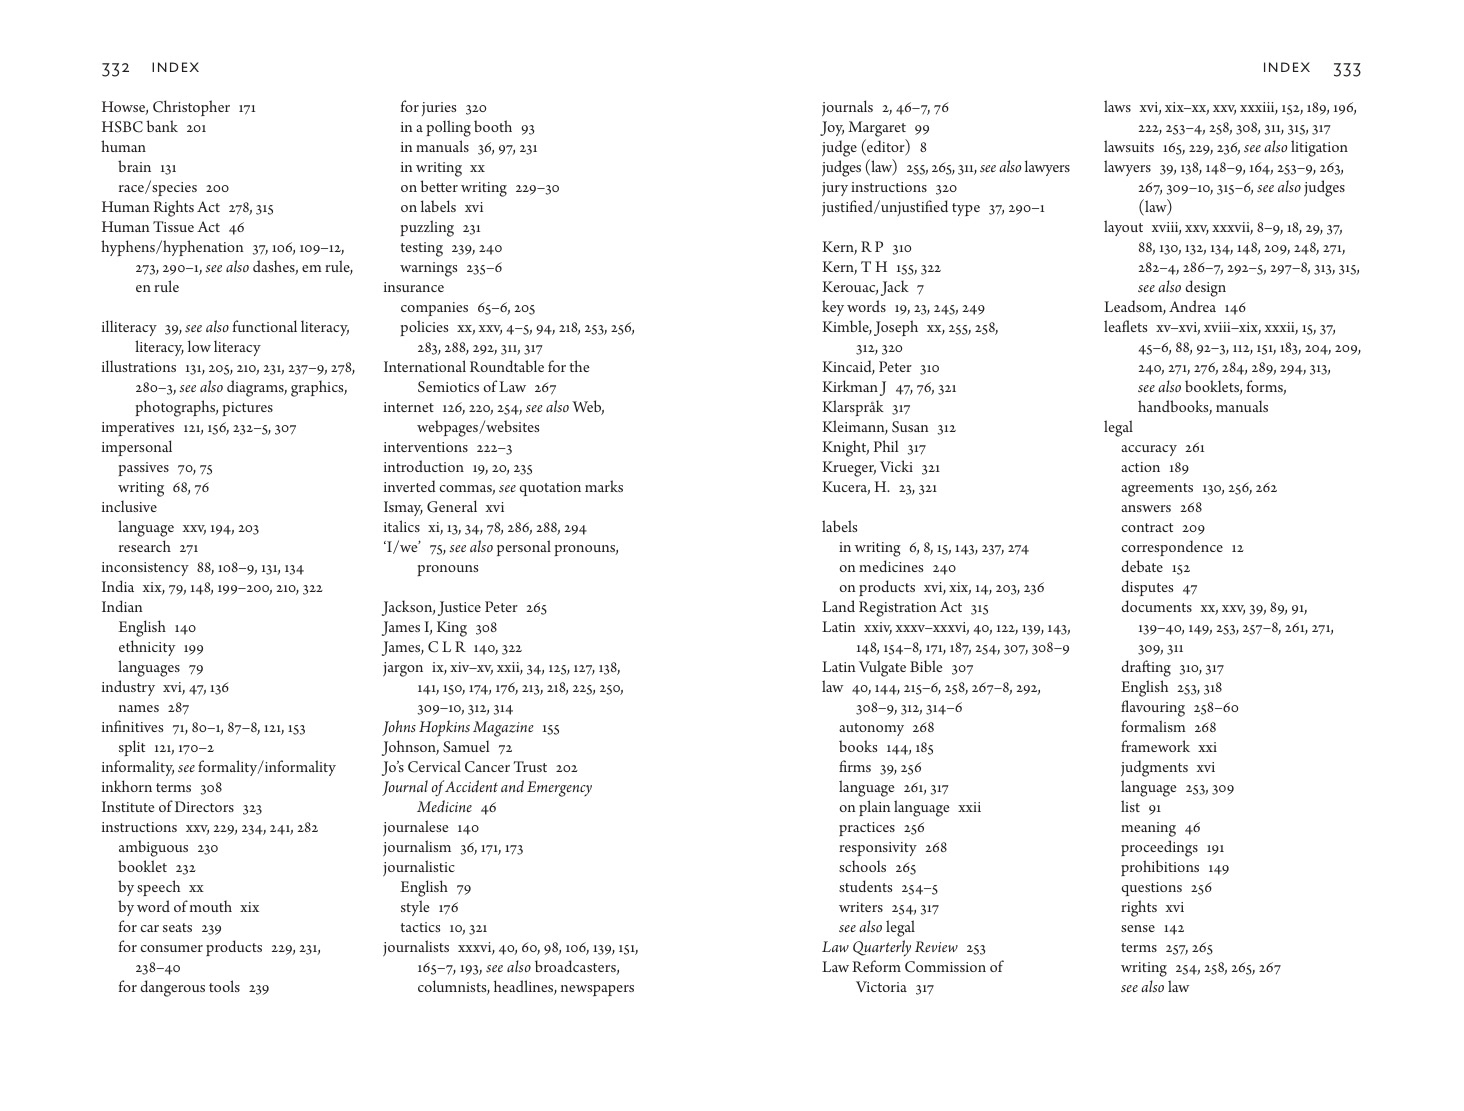 332 INDEX
Howse, Christopher 171
HSBC bank 201
human
brain 131
race/species 200
Human Rights Act 278, 315
Human Tissue Act 46
hyphens/hyphenation 37, 106, 109–12,
273, 290–1, see also dashes, em rule,
en rule
illiteracy 39, see also functional literacy,
literacy, low literacy
illustrations 131, 205, 210, 231, 237–9, 278,
280–3, see also diagrams, graphics,
photographs, pictures
imperatives 121, 156, 232–5, 307
impersonal
passives 70, 75
writing 68, 76
inclusive
language xxv, 194, 203
research 271
inconsistency 88, 108–9, 131, 134
India xix, 79, 148, 199–200, 210, 322
Indian
English 140
ethnicity 199
languages 79
industry xvi, 47, 136
names 287
infinitives 71, 80–1, 87–8, 121, 153
split 121, 170–2
informality, see formality/informality
inkhorn terms 308
Institute of Directors 323
instructions xxv, 229, 234, 241, 282
ambiguous 230
booklet 232
by speech xx
by word of mouth xix
for car seats 239
for consumer products 229, 231,
238–40
for dangerous tools 239
for juries 320
in a polling booth 93
in manuals 36, 97, 231
in writing xx
on better writing 229–30
on labels xvi
puzzling 231
testing 239, 240
warnings 235–6
insurance
companies 65–6, 205
policies xx, xxv, 4–5, 94, 218, 253, 256,
283, 288, 292, 311, 317
International Roundtable for the
Semiotics of Law 267
internet 126, 220, 254, see also Web,
webpages/websites
interventions 222–3
introduction 19, 20, 235
inverted commas, see quotation marks
Ismay, General xvi
italics xi, 13, 34, 78, 286, 288, 294
‘I/we’ 75, see also personal pronouns,
pronouns
Jackson, Justice Peter 265
James I, King 308
James, C L R 140, 322
jargon ix, xiv–xv, xxii, 34, 125, 127, 138,
141, 150, 174, 176, 213, 218, 225, 250,
309–10, 312, 314
Johns Hopkins Magazine 155
Johnson, Samuel 72
Jo’s Cervical Cancer Trust 202
Journal of Accident and Emergency
Medicine 46
journalese 140
journalism 36, 171, 173
journalistic
English 79
style 176
tactics 10, 321
journalists xxxvi, 40, 60, 98, 106, 139, 151,
165–7, 193, see also broadcasters,
columnists, headlines, newspapers
INDEX 333
journals 2, 46–7, 76
Joy, Margaret 99
judge (editor) 8
judges (law) 255, 265, 311, see also lawyers
jury instructions 320
justified/unjustified type 37, 290–1
Kern, R P 310
Kern, T H 155, 322
Kerouac, Jack 7
key words 19, 23, 245, 249
Kimble, Joseph xx, 255, 258,
312, 320
Kincaid, Peter 310
Kirkman J 47, 76, 321
Klarspråk 317
Kleimann, Susan 312
Knight, Phil 317
Krueger, Vicki 321
Kucera, H. 23, 321
labels
in writing 6, 8, 15, 143, 237, 274
on medicines 240
on products xvi, xix, 14, 203, 236
Land Registration Act 315
Latin xxiv, xxxv–xxxvi, 40, 122, 139, 143,
148, 154–8, 171, 187, 254, 307, 308–9
Latin Vulgate Bible 307
law 40, 144, 215–6, 258, 267–8, 292,
308–9, 312, 314–6
autonomy 268
books 144, 185
firms 39, 256
language 261, 317
on plain language xxii
practices 256
responsivity 268
schools 265
students 254–5
writers 254, 317
see also legal
Law Quarterly Review 253
Law Reform Commission of
Victoria 317
laws xvi, xix–xx, xxv, xxxiii, 152, 189, 196,
222, 253–4, 258, 308, 311, 315, 317
lawsuits 165, 229, 236, see also litigation
lawyers 39, 138, 148–9, 164, 253–9, 263,
267, 309–10, 315–6, see also judges
(law)
layout xviii, xxv, xxxvii, 8–9, 18, 29, 37,
88, 130, 132, 134, 148, 209, 248, 271,
282–4, 286–7, 292–5, 297–8, 313, 315,
see also design
Leadsom, Andrea 146
leaflets xv–xvi, xviii–xix, xxxii, 15, 37,
45–6, 88, 92–3, 112, 151, 183, 204, 209,
240, 271, 276, 284, 289, 294, 313,
see also booklets, forms,
handbooks, manuals
legal
accuracy 261
action 189
agreements 130, 256, 262
answers 268
contract 209
correspondence 12
debate 152
disputes 47
documents xx, xxv, 39, 89, 91,
139–40, 149, 253, 257–8, 261, 271,
309, 311
drafting 310, 317
English 253, 318
flavouring 258–60
formalism 268
framework xxi
judgments xvi
language 253, 309
list 91
meaning 46
proceedings 191
prohibitions 149
questions 256
rights xvi
sense 142
terms 257, 265
writing 254, 258, 265, 267
see also law